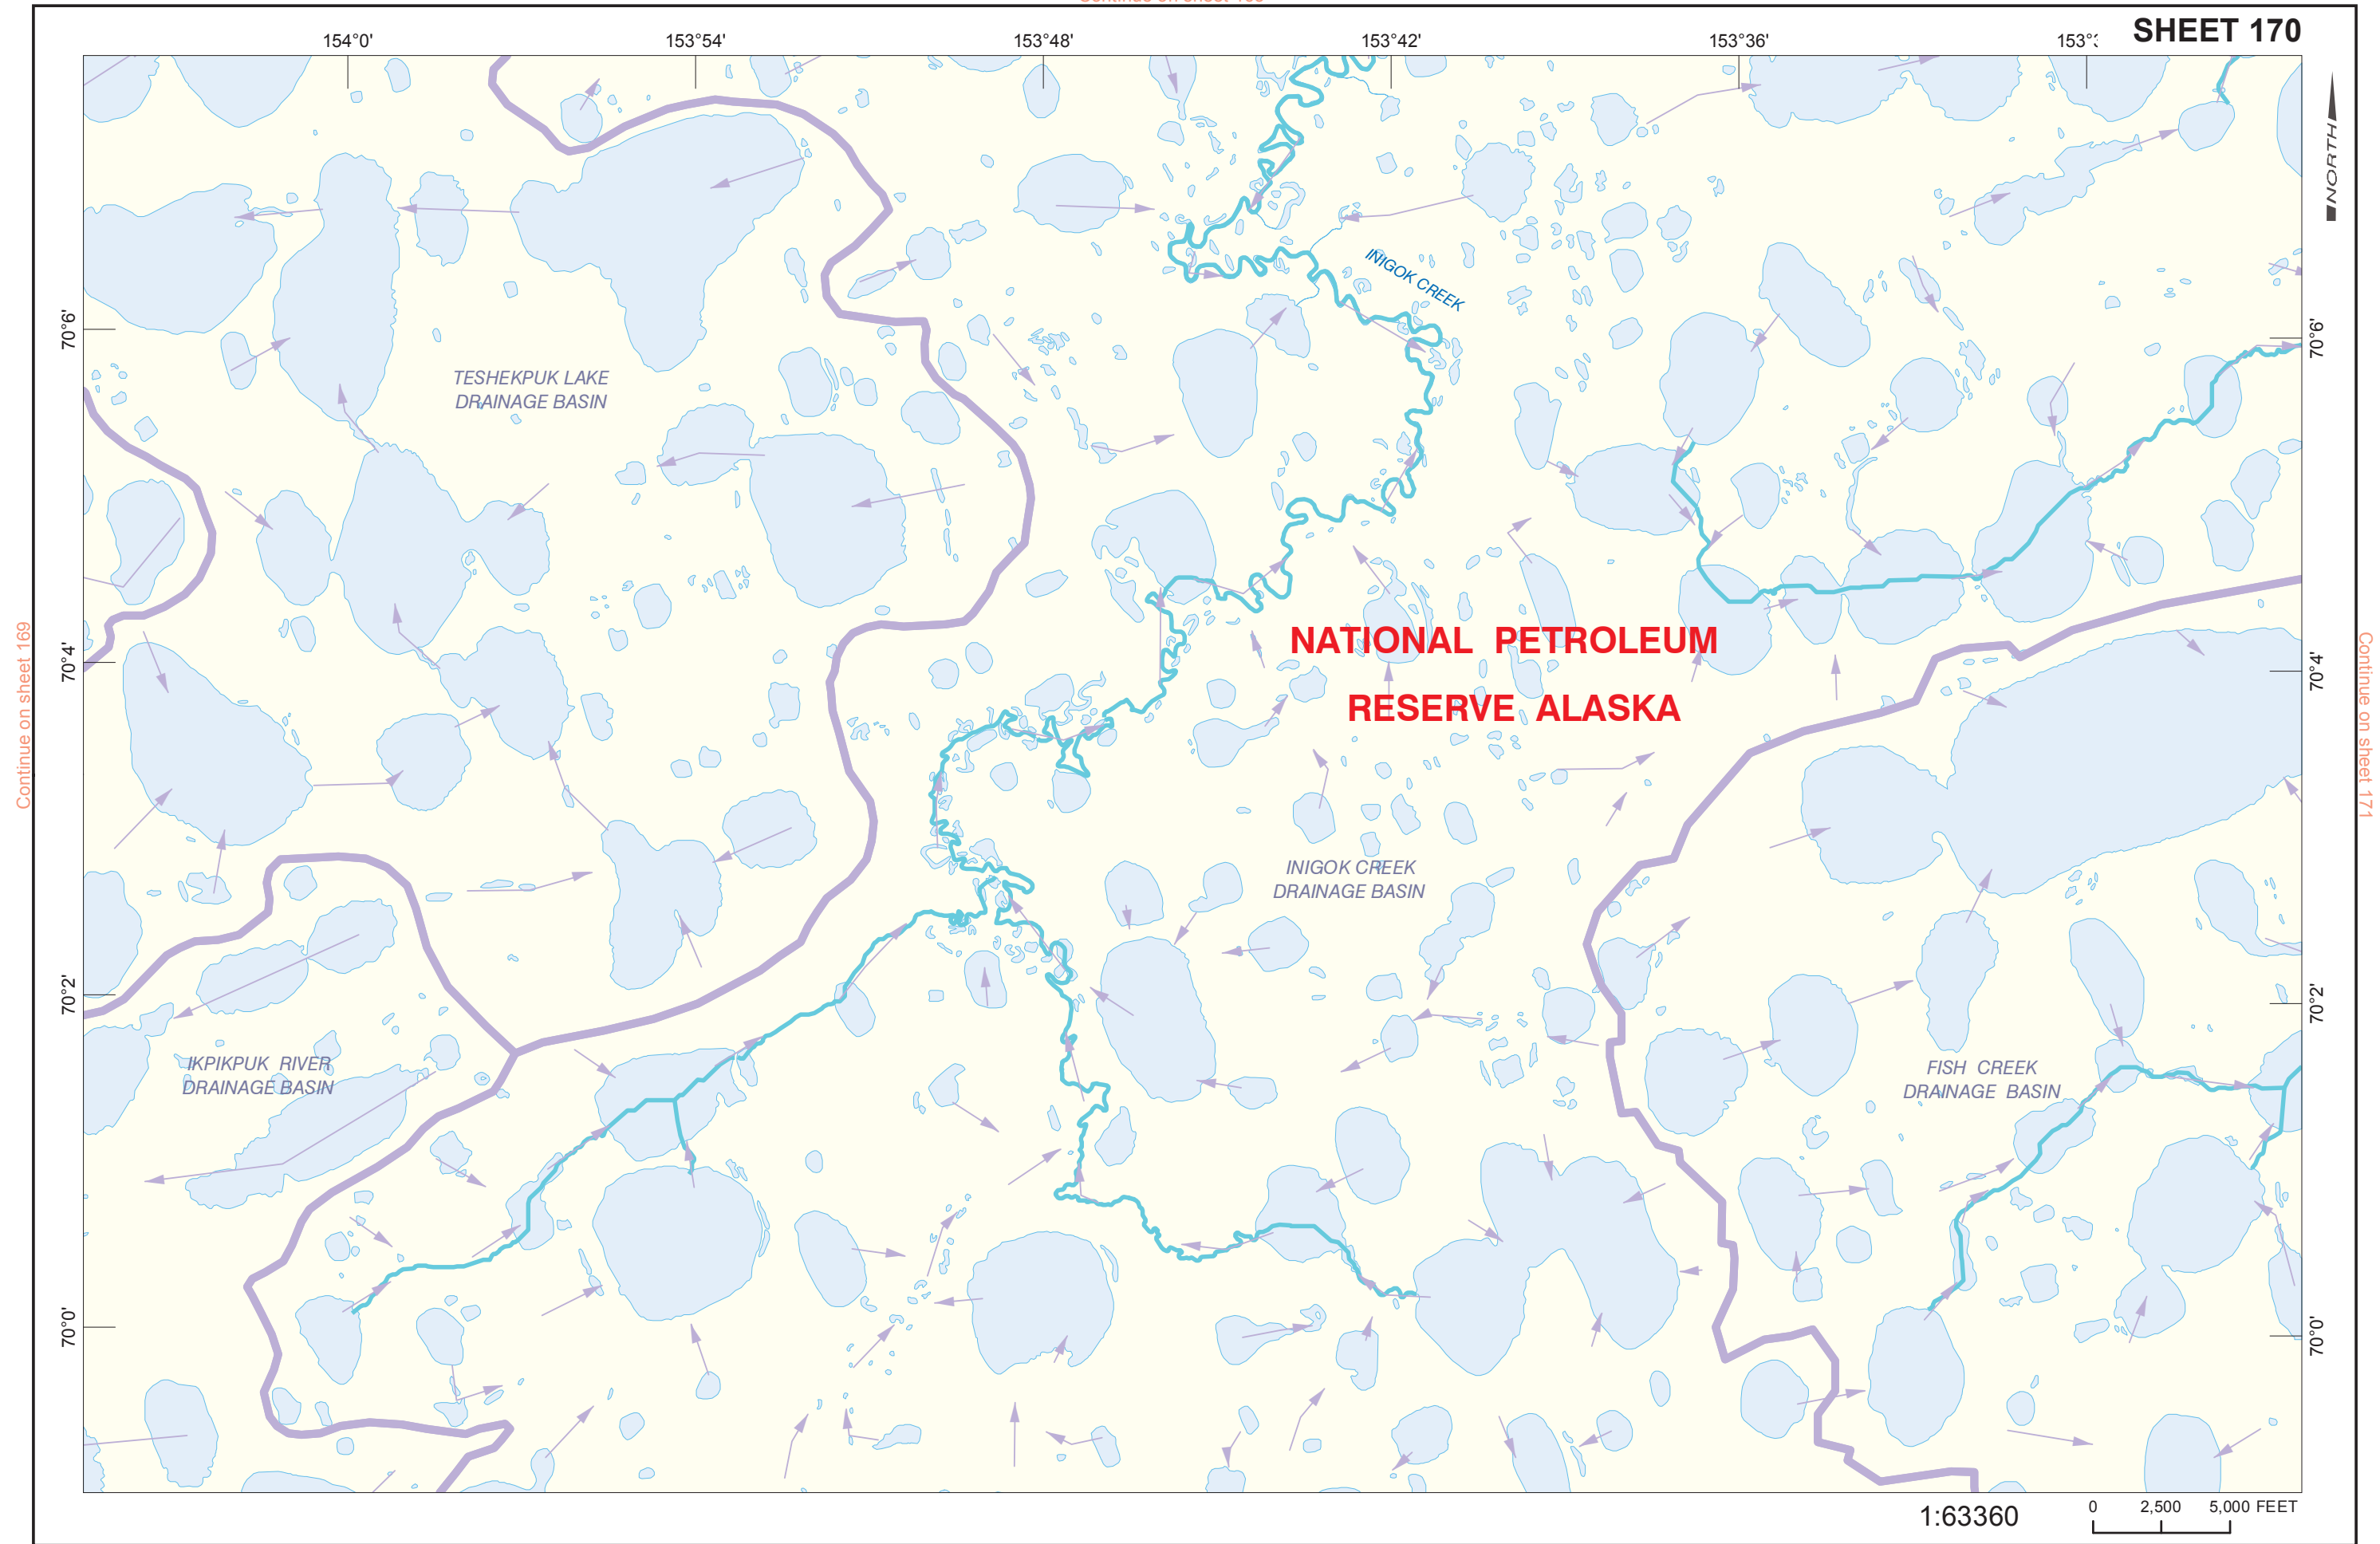 SHEET 170
154°0'
153°54'
153°48'
153°42'
153°36'
NORTH
INIGOK CREEK
70°6'
70°6'
TESHEKPUK LAKE
DRAINAGE BASIN
70°4'
70°4'
NATIONAL PETROLEUM
RESERVE ALASKA
Continue on sheet 169
Continue on sheet 171
INIGOK CREEK
DRAINAGE BASIN
70°2'
70°2'
IKPIKPUK RIVER
DRAINAGE BASIN
FISH CREEK
DRAINAGE BASIN
70°0'
70°0'
1:63360
0 2,500 5,000 FEET